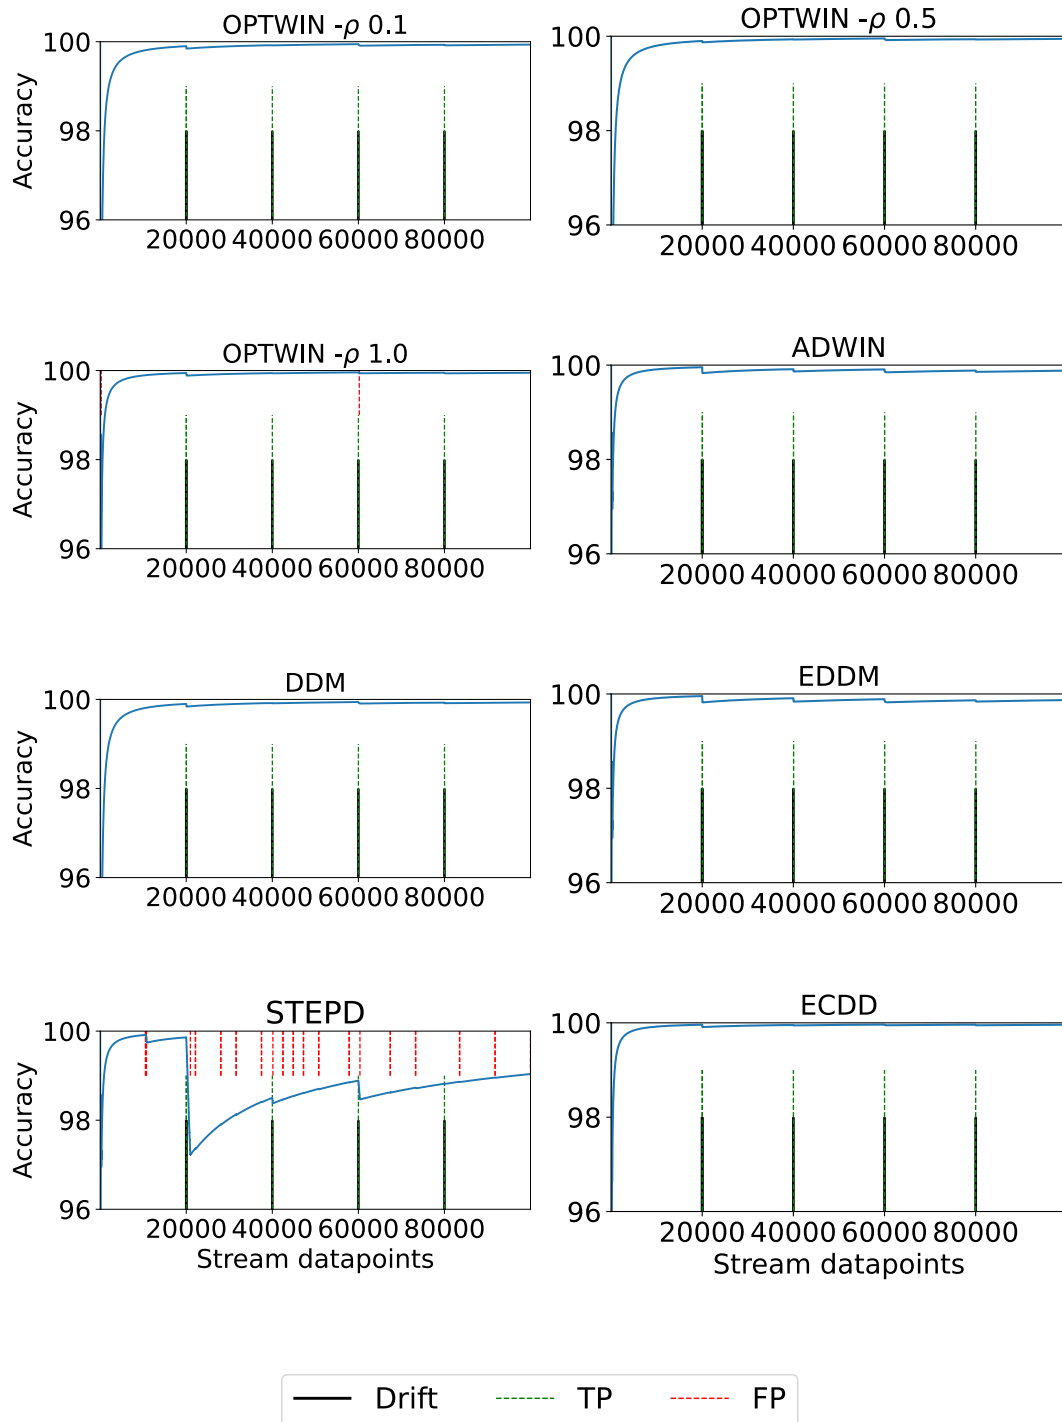 OPTWIN -ρ 0.1
OPTWIN -ρ 0.5
Accuracy
100
98
96
20000 40000 60000 80000
100
98
96
20000 40000 60000 80000
OPTWIN -ρ 1.0
ADWIN
Accuracy
100
98
96
20000 40000 60000 80000
100
98
96
20000 40000 60000 80000
DDM
EDDM
Accuracy
100
98
96
20000 40000 60000 80000
100
98
96
20000 40000 60000 80000
STEPD
ECDD
Accuracy
100
98
96
20000 40000 60000 80000
Stream datapoints
100
98
96
20000 40000 60000 80000
Stream datapoints
Drift TP FP